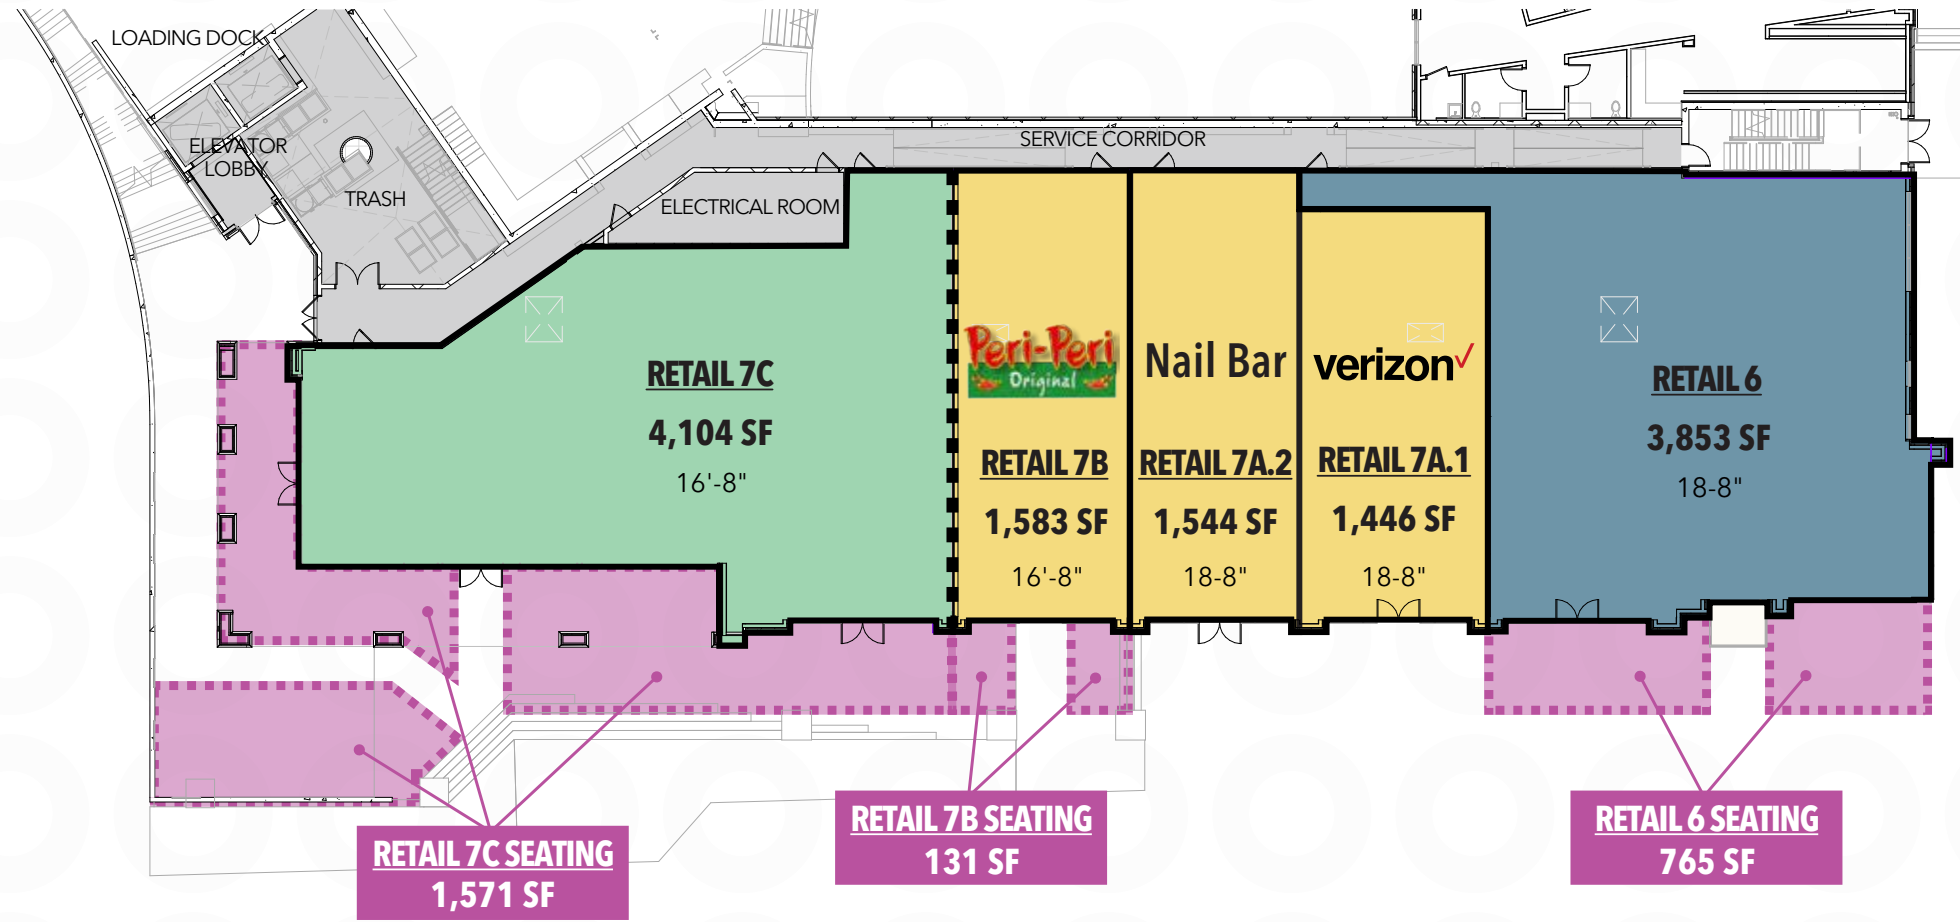 LOADING DOCK
ELEVATOR
LOBBY
TRASH
SERVICE CORRIDOR
ELECTRICAL ROOM
RETAIL 7C
4,104 SF
16'-8"
Peri-Peri
Original
RETAIL 7B
1,583 SF
16'-8"
Nail Bar
RETAIL 7A.2
1,544 SF
18-8"
verizon
RETAIL 7A.1
1,446 SF
18-8"
RETAIL 6
3,853 SF
18-8"
RETAIL 7C SEATING
1,571 SF
RETAIL 7B SEATING
131 SF
RETAIL 6 SEATING
765 SF